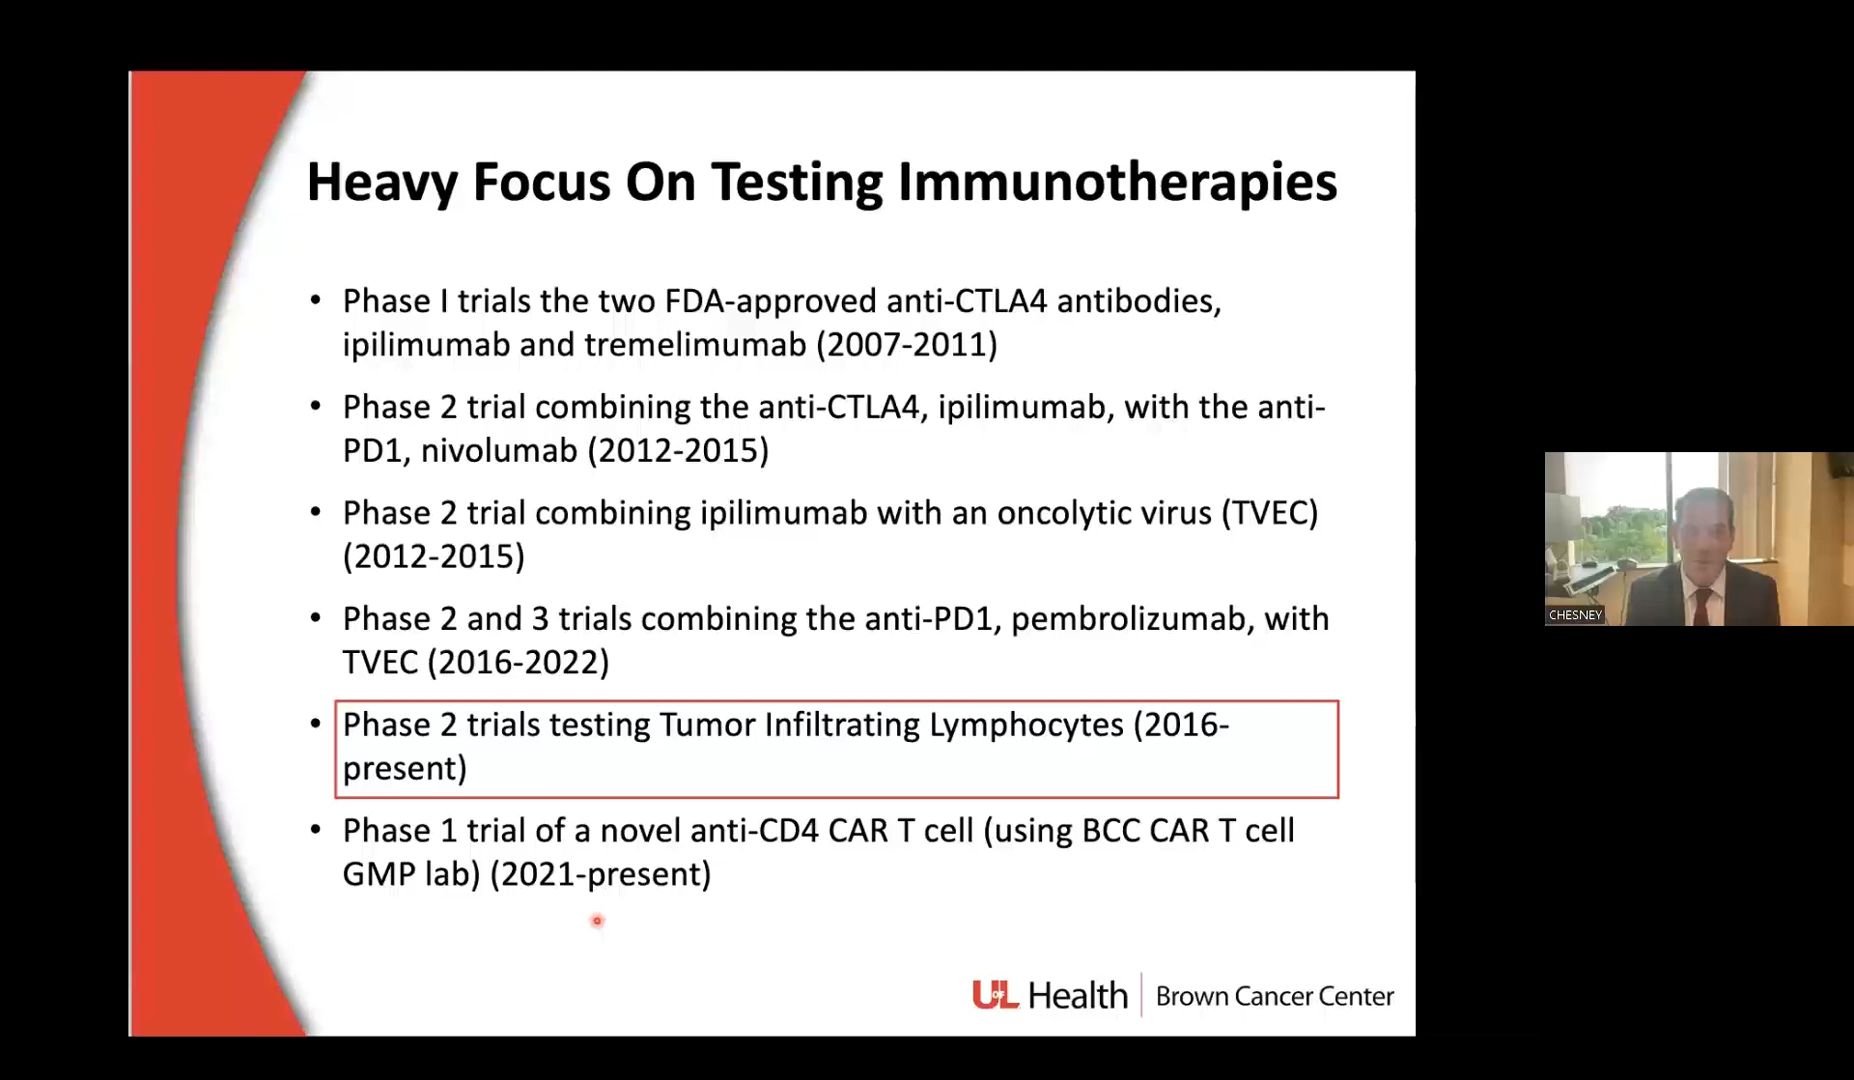 Heavy Focus On Testing Immunotherapies
• Phase I trials the two FDA-approved anti-CTLA4 antibodies,
ipilimumab and tremelimumab (2007-2011)
• Phase 2 trial combining the anti-CTLA4, ipilimumab, with the anti-
PD1, nivolumab (2012-2015)
• Phase 2 trial combining ipilimumab with an oncolytic virus (TVEC)
(2012-2015)
• Phase 2 and 3 trials combining the anti-PD1, pembrolizumab, with
TVEC (2016-2022)
• Phase 2 trials testing Tumor Infiltrating Lymphocytes (2016-
present)
• Phase 1 trial of a novel anti-CD4 CAR T cell (using BCC CAR T cell
GMP lab) (2021-present)
UOFL Health | Brown Cancer Center
CHESNEY